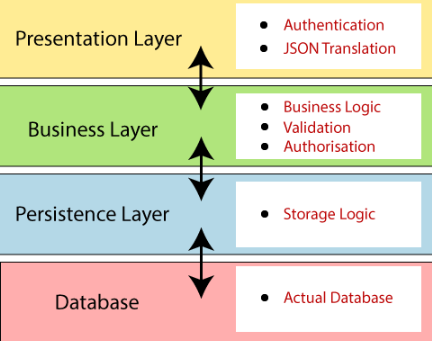 Presentation Layer
Authentication
JSON Translation
Business Layer
Business Logic
Validation
Authorisation
Persistence Layer
Storage Logic
Database
Actual Database